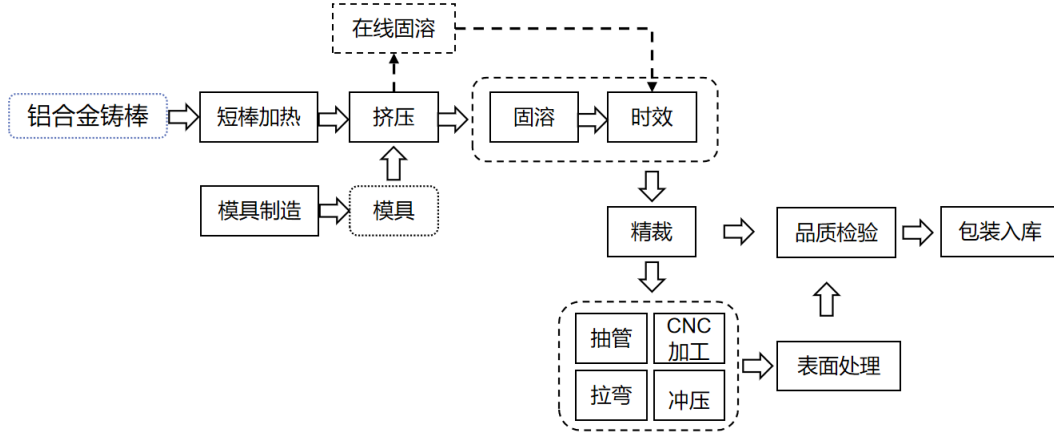 在线固溶
铝合金铸棒
短棒加热
挤压
固溶
时效
模具制造
模具
精裁
品质检验
包装入库
抽管
CNC
加工
拉弯
冲压
表面处理